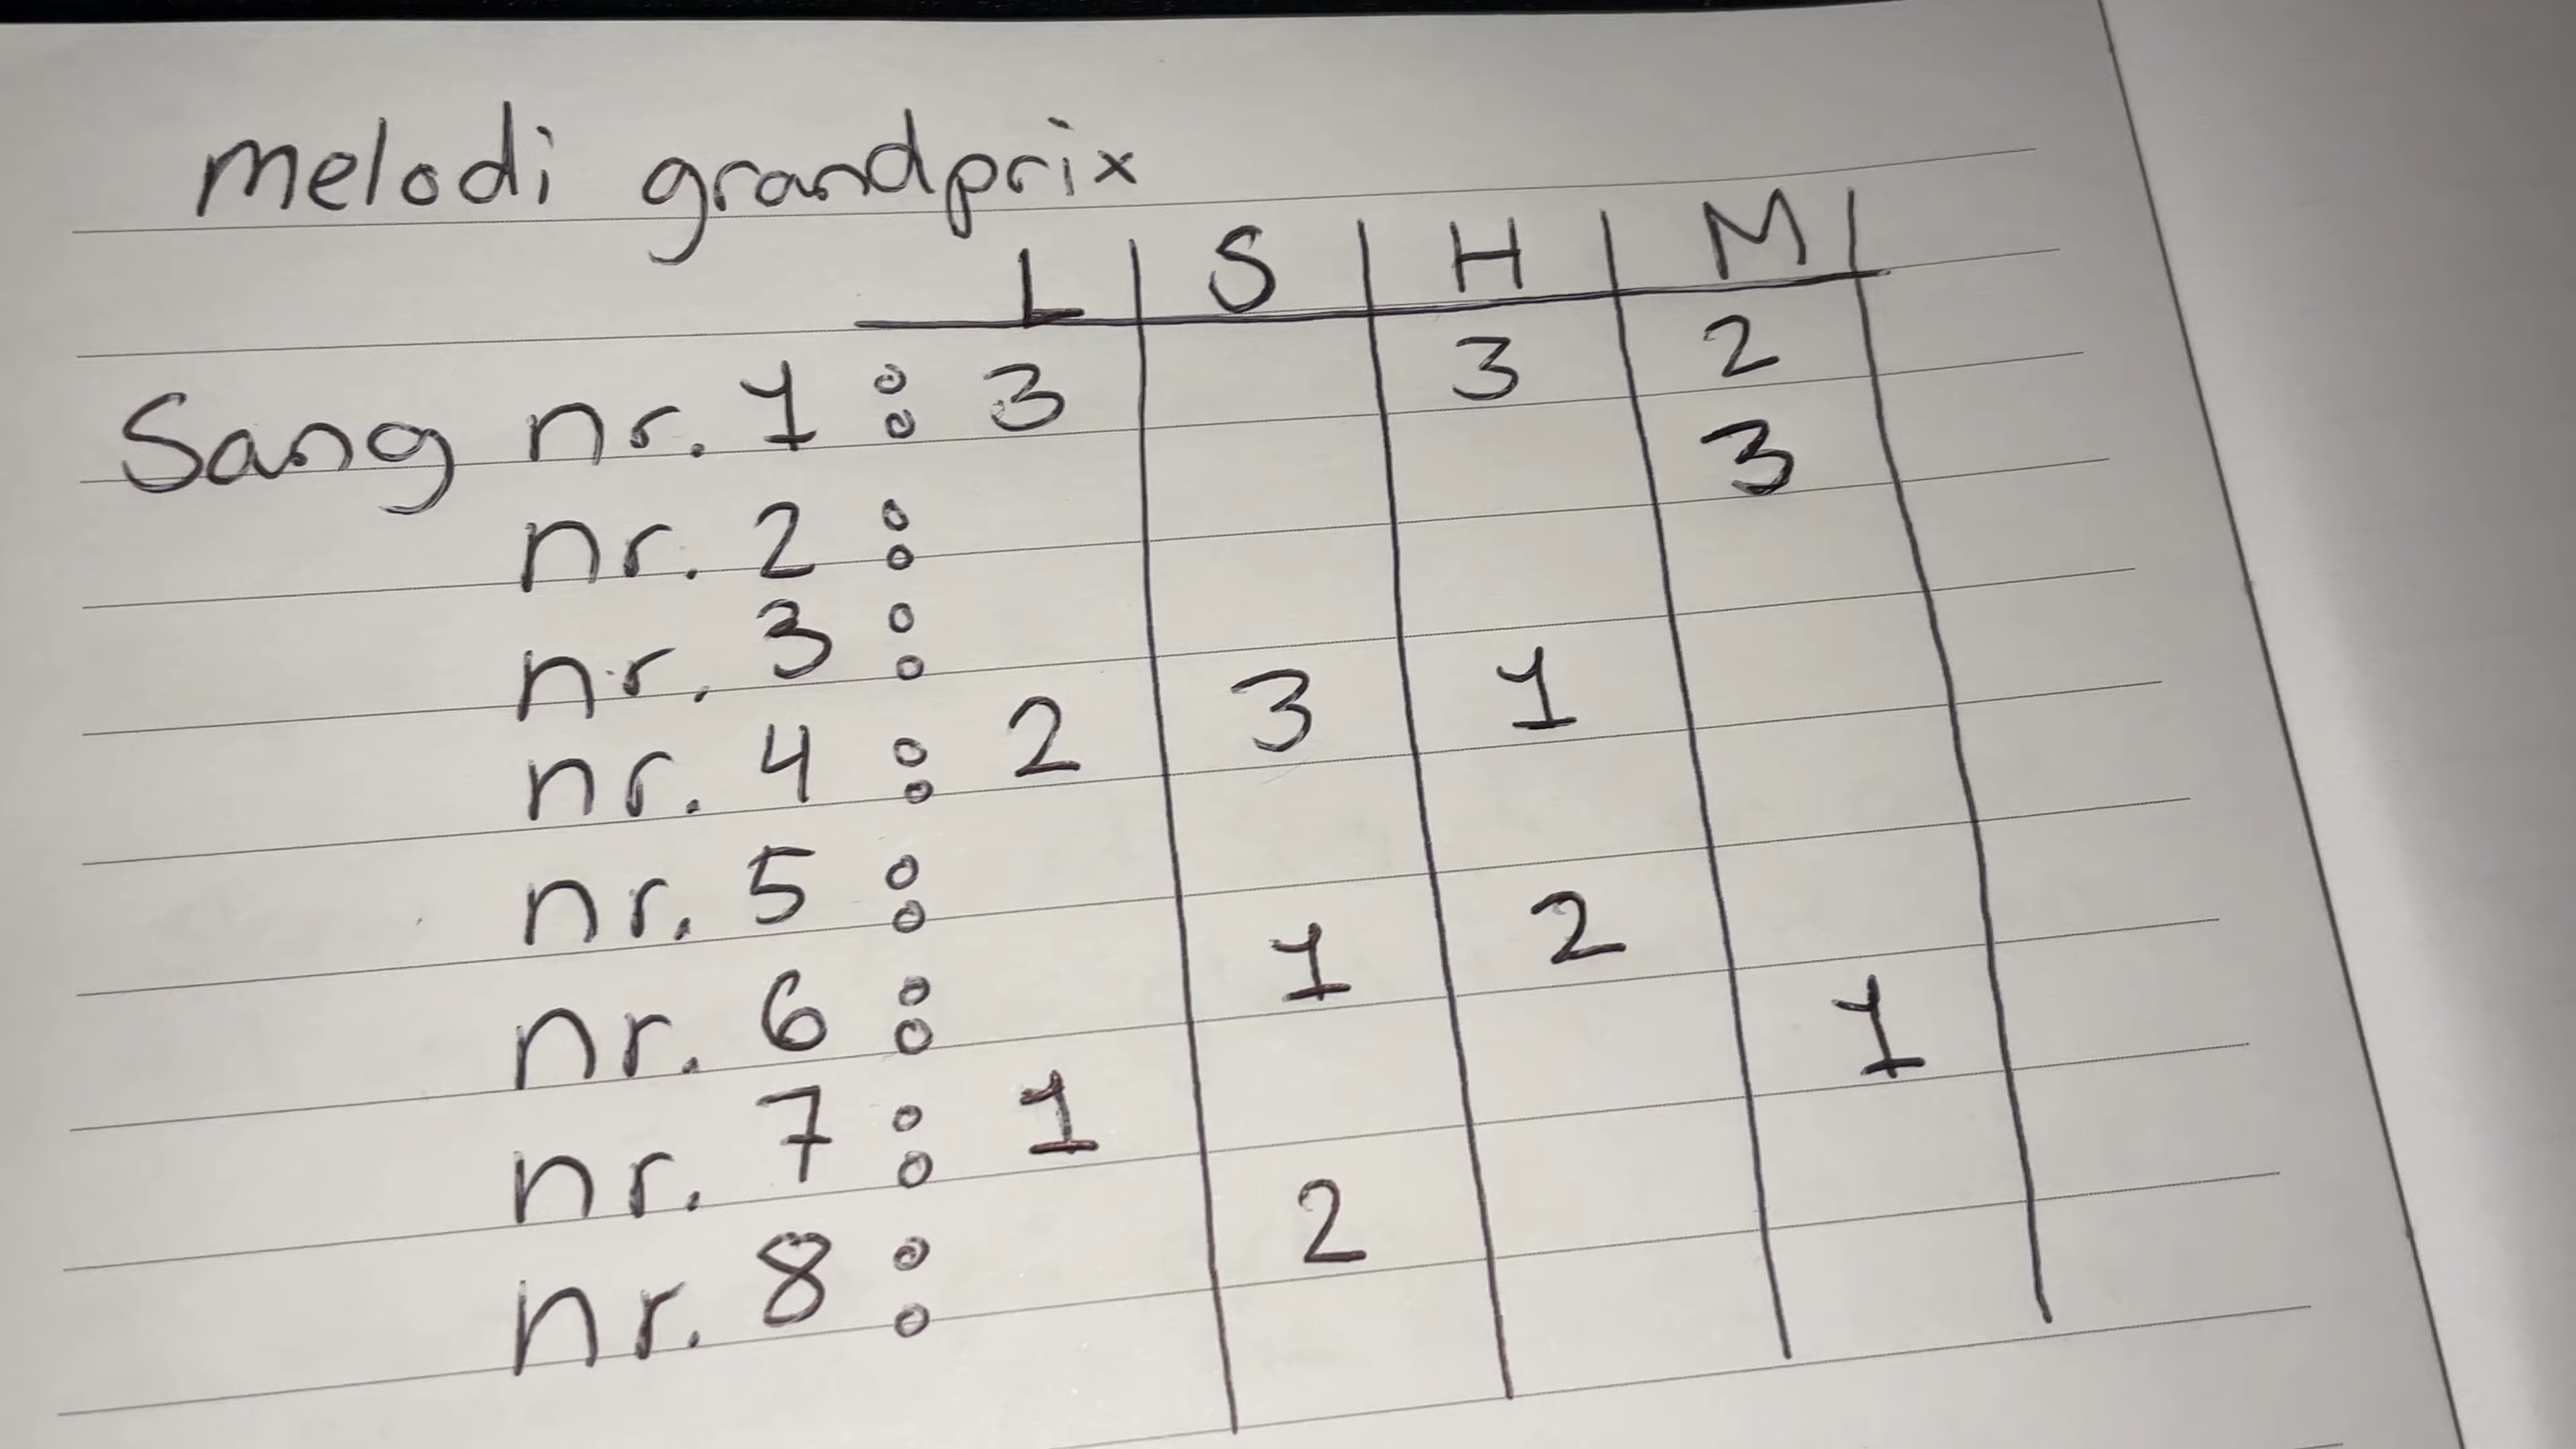 melodi grandprix
L S H M
Sang nr. 1 : 3 3 2
nr. 2 : 3
nr. 3 :
nr. 4 : 2 3 1
nr. 5 :
nr. 6 : 1 2
nr. 7 : 1 1
nr. 8 : 2